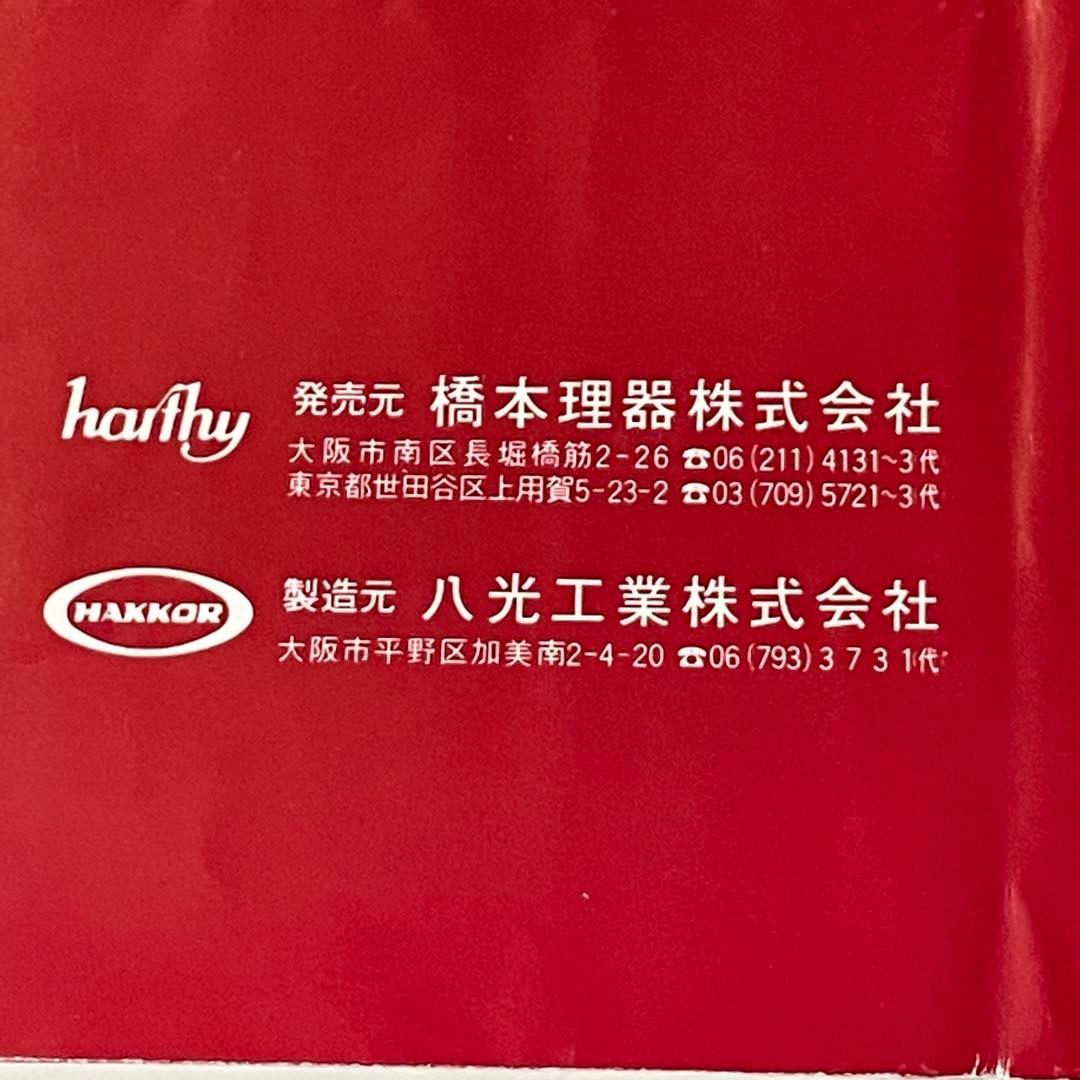 harthy
発売元 橋本理器株式会社
大阪市南区長堀橋筋2-26 ☎06(211)4131~3代
東京都世田谷区上用賀5-23-2 ☎03(709)5721~3代
HAKKOR
製造元 八光工業株式会社
大阪市平野区加美南2-4-20 ☎06(793)3731代